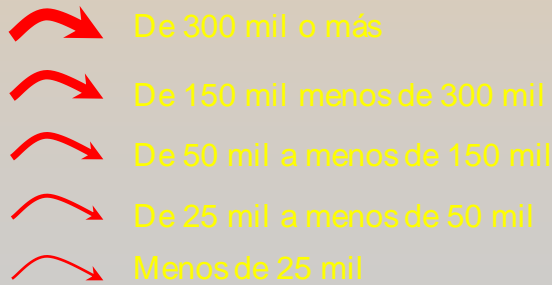 De 300 mil o más
De 150 mil menos de 300 mil
De 50 mil a menos de 150 mil
De 25 mil a menos de 50 mil
Menos de 25 mil